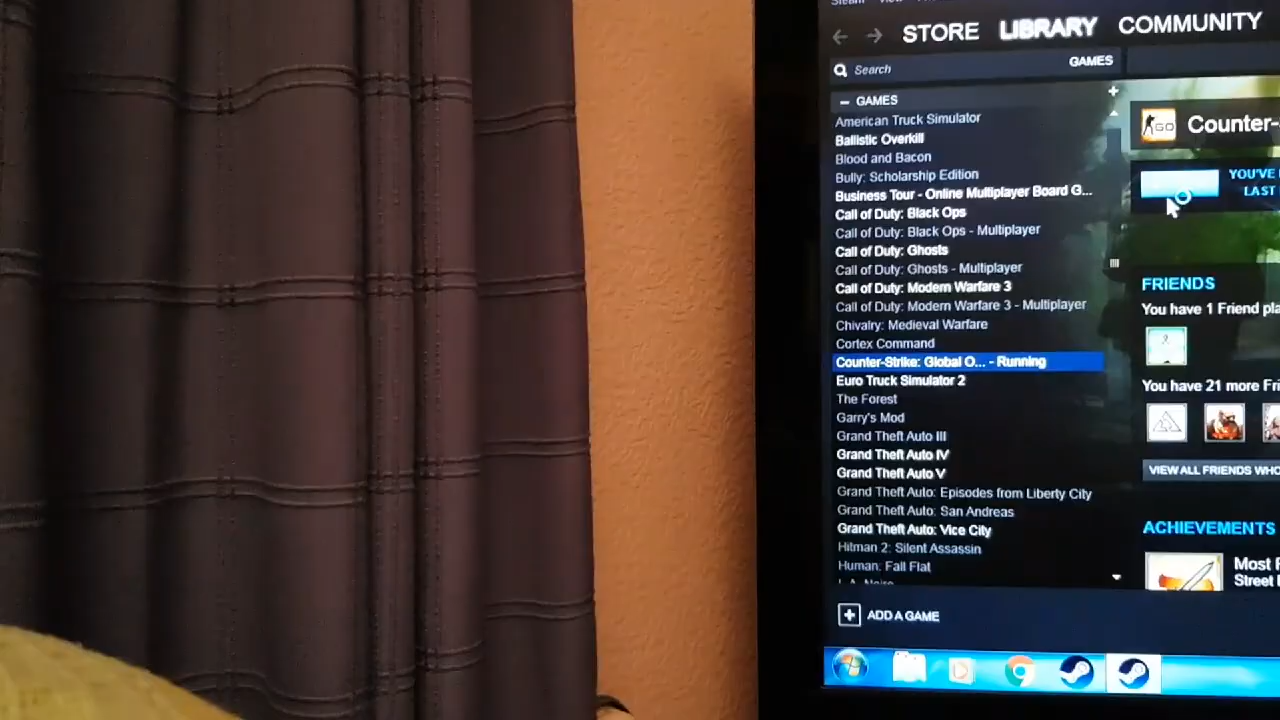 Steam
STORE LIBRARY COMMUNITY
Search
GAMES
GAMES
American Truck Simulator
Ballistic Overkill
Blood and Bacon
Bully: Scholarship Edition
Business Tour - Online Multiplayer Board G...
Call of Duty: Black Ops
Call of Duty: Black Ops - Multiplayer
Call of Duty: Ghosts
Call of Duty: Ghosts - Multiplayer
Call of Duty: Modern Warfare 3
Call of Duty: Modern Warfare 3 - Multiplayer
Chivalry: Medieval Warfare
Cortex Command
Counter-Strike: Global O... - Running
Euro Truck Simulator 2
The Forest
Garry's Mod
Grand Theft Auto III
Grand Theft Auto IV
Grand Theft Auto V
Grand Theft Auto: Episodes from Liberty City
Grand Theft Auto: San Andreas
Grand Theft Auto: Vice City
Hitman 2: Silent Assassin
Human: Fall Flat
L.A. Noire
ADD A GAME
GO
Counter-
YOU'VE
LAST
FRIENDS
You have 1 Friend pla
You have 21 more Fri
VIEW ALL FRIENDS WHO
ACHIEVEMENTS
Most
Street